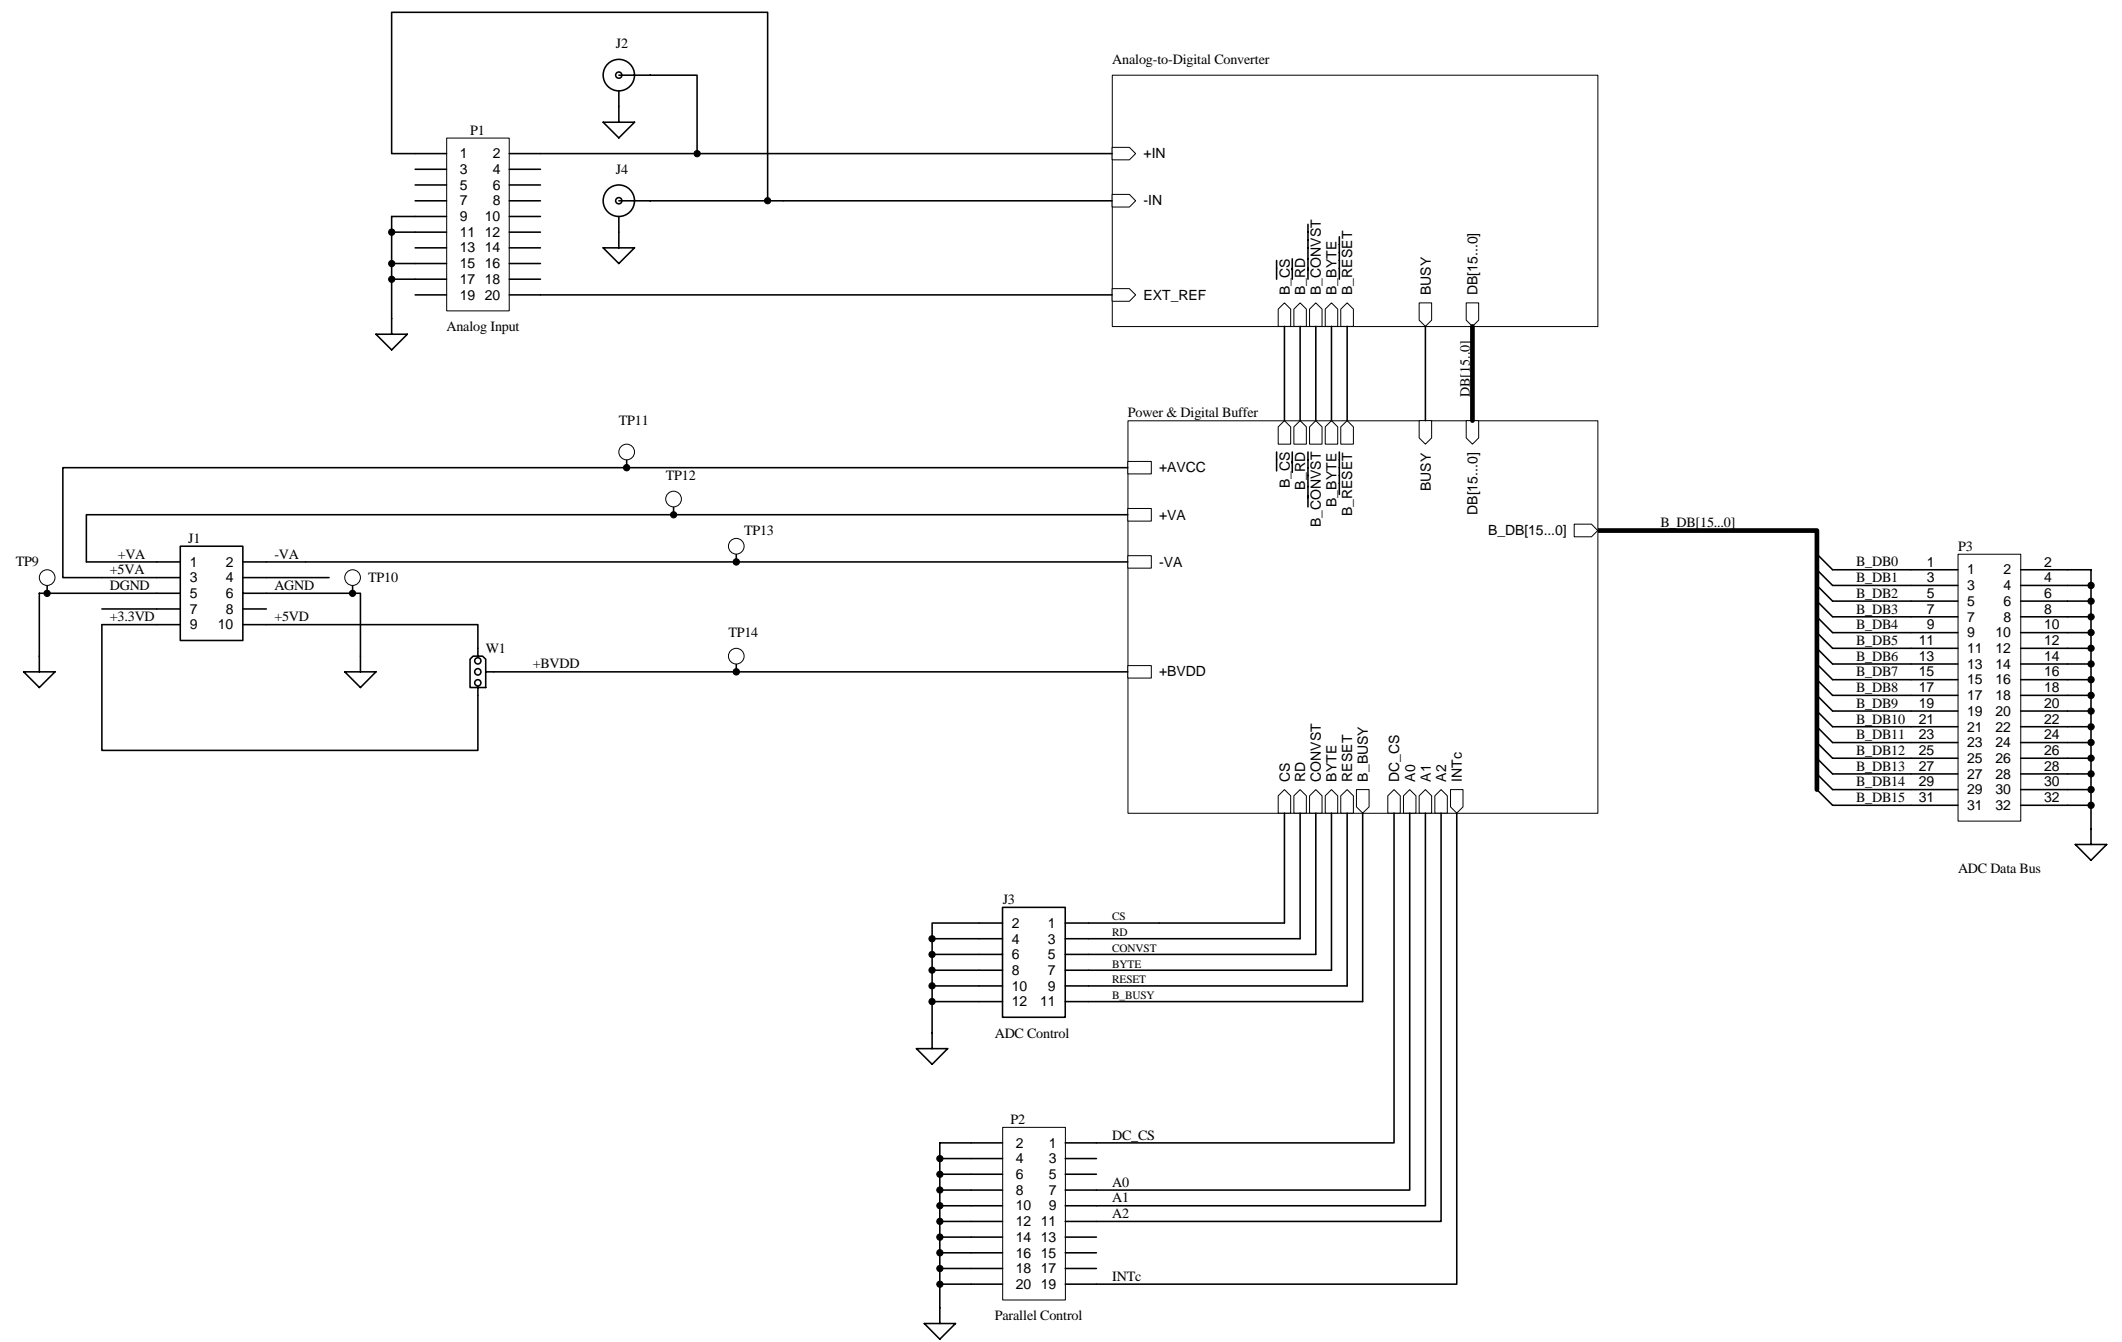 J2
Analog-to-Digital Converter
P1
1 2
3 4
5 6
7 8
9 10
11 12
13 14
15 16
17 18
19 20
Analog Input
J4
+IN
-IN
EXT_REF
B_CS
B_RD
B_CONVST
B_BYTE
B_RESET
BUSY
DB[15...0]
DB[15..0]
Power & Digital Buffer
B_CS
B_RD
B_CONVST
B_BYTE
B_RESET
BUSY
DB[15...0]
TP11
+AVCC
TP12
+VA
TP13
-VA
B_DB[15...0]
B_DB[15...0]
J1
TP9
TP10
+VA 1 2 -VA
+5VA 3 4
DGND 5 6 AGND
7 8
+3.3VD 9 10 +5VD
W1
+BVDD
TP14
+BVDD
P3
B_DB0 1 1 2 2
B_DB1 3 3 4 4
B_DB2 5 5 6 6
B_DB3 7 7 8 8
B_DB4 9 9 10 10
B_DB5 11 11 12 12
B_DB6 13 13 14 14
B_DB7 15 15 16 16
B_DB8 17 17 18 18
B_DB9 19 19 20 20
B_DB10 21 21 22 22
B_DB11 23 23 24 24
B_DB12 25 25 26 26
B_DB13 27 27 28 28
B_DB14 29 29 30 30
B_DB15 31 31 32 32
ADC Data Bus
CS
RD
CONVST
BYTE
RESET
B_BUSY
DC_CS
A0
A1
A2
INTc
J3
2 1 CS
4 3 RD
6 5 CONVST
8 7 BYTE
10 9 RESET
12 11 B_BUSY
ADC Control
P2
2 1 DC_CS
4 3
6 5
8 7 A0
10 9 A1
12 11 A2
14 13
16 15
18 17
20 19 INTc
Parallel Control